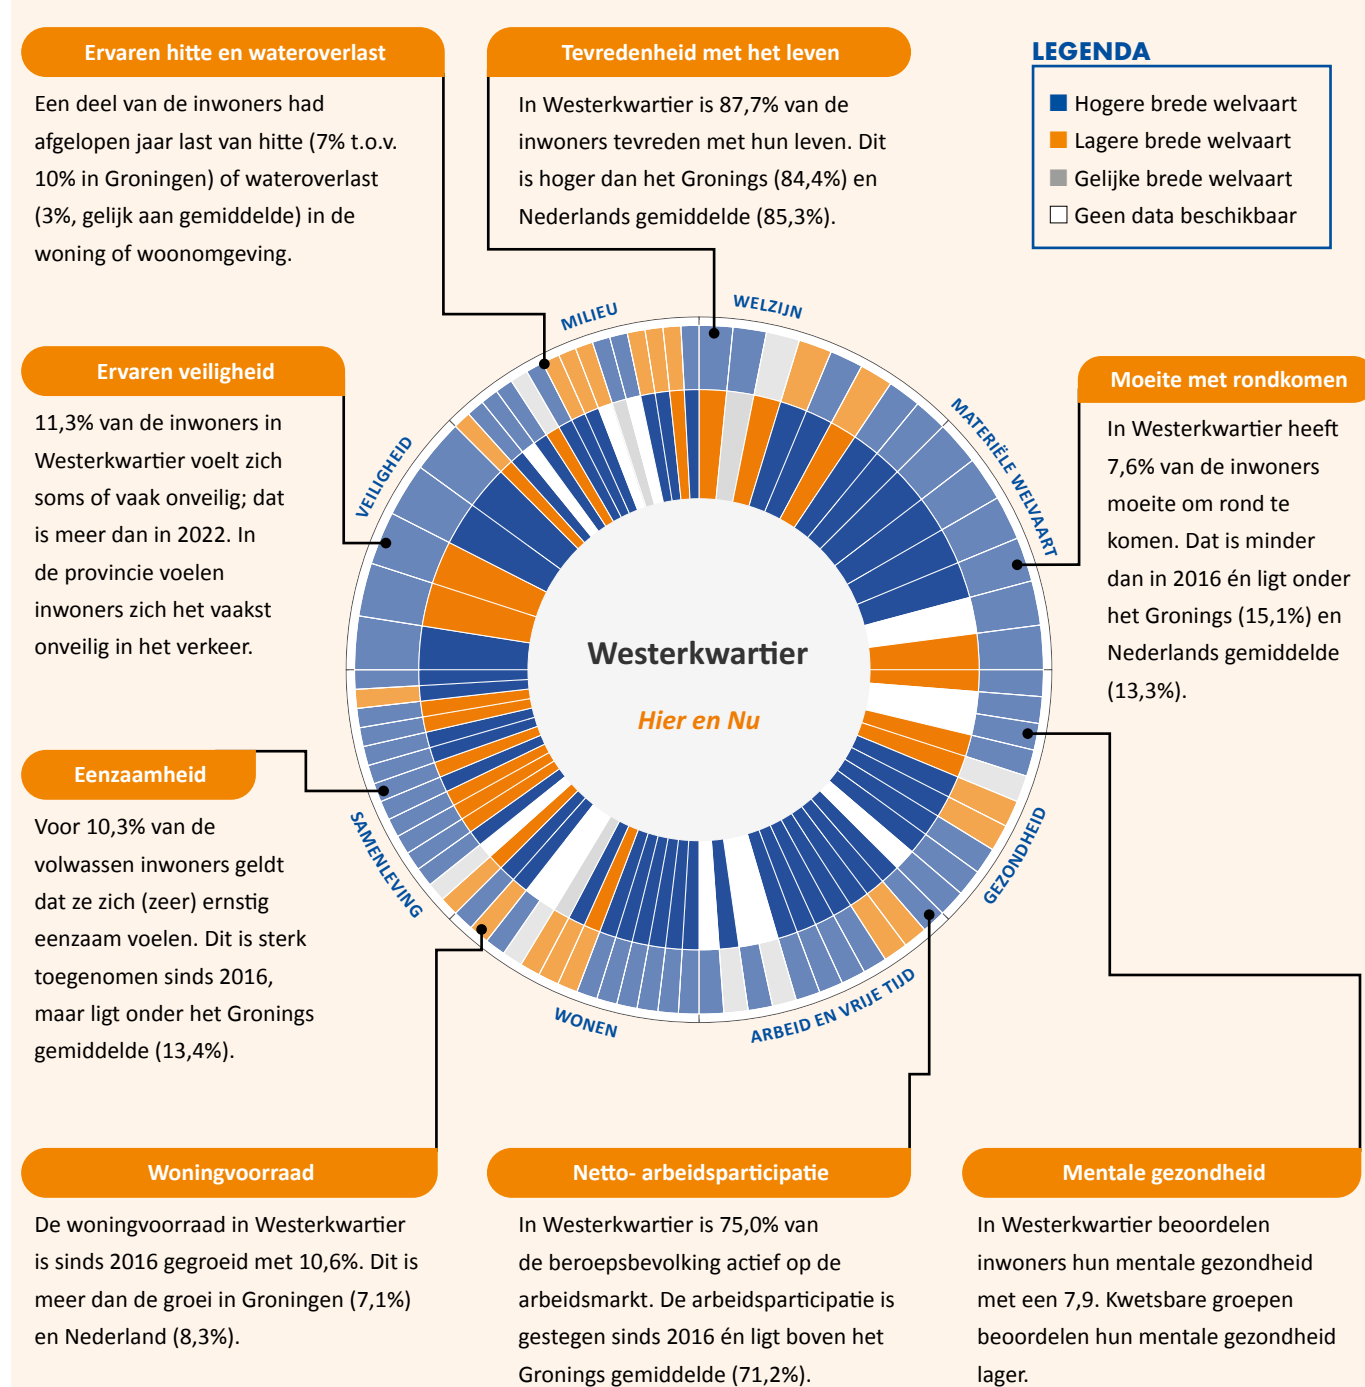 Ervaren hitte en wateroverlast
Een deel van de inwoners had
afgelopen jaar last van hitte (7% t.o.v.
10% in Groningen) of wateroverlast
(3%, gelijk aan gemiddelde) in de
woning of woonomgeving.
Tevredenheid met het leven
In Westerkwartier is 87,7% van de
inwoners tevreden met hun leven. Dit
is hoger dan het Gronings (84,4%) en
Nederlands gemiddelde (85,3%).
LEGENDA
Hogere brede welvaart
Lagere brede welvaart
Gelijke brede welvaart
Geen data beschikbaar
Ervaren veiligheid
11,3% van de inwoners in
Westerkwartier voelt zich
soms of vaak onveilig; dat
is meer dan in 2022. In
de provincie voelen
inwoners zich het vaakst
onveilig in het verkeer.
MILIEU
WELZIJN
MATERIËLE WELVAART
GEZONDHEID
ARBEID EN VRIJE TIJD
WONEN
SAMENLEVING
VEILIGHEID
Westerkwartier
Hier en Nu
Moeite met rondkomen
In Westerkwartier heeft
7,6% van de inwoners
moeite om rond te
komen. Dat is minder
dan in 2016 én ligt onder
het Gronings (15,1%) en
Nederlands gemiddelde
(13,3%).
Eenzaamheid
Voor 10,3% van de
volwassen inwoners geldt
dat ze zich (zeer) ernstig
eenzaam voelen. Dit is sterk
toegenomen sinds 2016,
maar ligt onder het Gronings
gemiddelde (13,4%).
Woningvoorraad
De woningvoorraad in Westerkwartier
is sinds 2016 gegroeid met 10,6%. Dit is
meer dan de groei in Groningen (7,1%)
en Nederland (8,3%).
Netto- arbeidsparticipatie
In Westerkwartier is 75,0% van
de beroepsbevolking actief op de
arbeidsmarkt. De arbeidsparticipatie is
gestegen sinds 2016 én ligt boven het
Gronings gemiddelde (71,2%).
Mentale gezondheid
In Westerkwartier beoordelen
inwoners hun mentale gezondheid
met een 7,9. Kwetsbare groepen
beoordelen hun mentale gezondheid
lager.